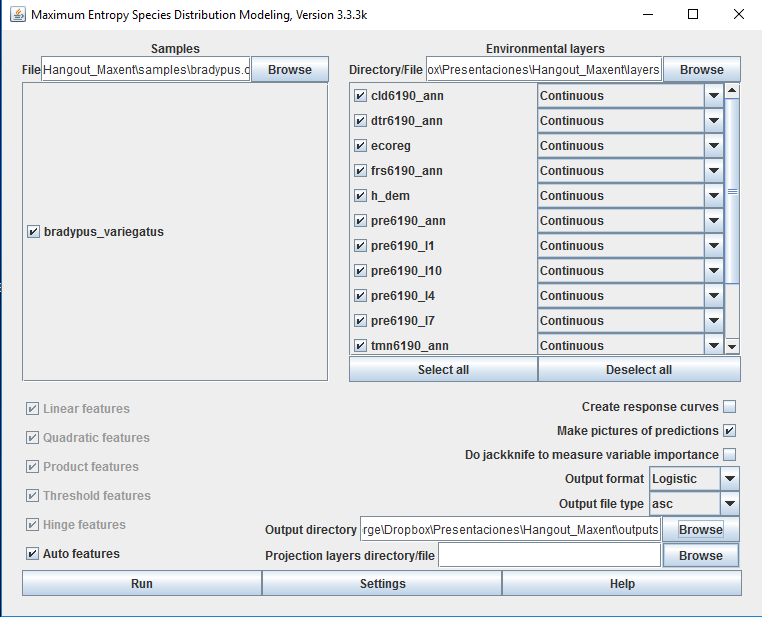 Maximum Entropy Species Distribution Modeling, Version 3.3.3k
Samples
File Hangout_Maxent\samples\bradypus.c Browse
bradypus_variegatus
Environmental layers
Directory/File ox\Presentaciones\Hangout_Maxent\layers Browse
cld6190_ann Continuous
dtr6190_ann Continuous
ecoreg Continuous
frs6190_ann Continuous
h_dem Continuous
pre6190_ann Continuous
pre6190_l1 Continuous
pre6190_l10 Continuous
pre6190_l4 Continuous
pre6190_l7 Continuous
tmn6190_ann Continuous
Select all Deselect all
Linear features
Quadratic features
Product features
Threshold features
Hinge features
Auto features
Create response curves
Make pictures of predictions
Do jackknife to measure variable importance
Output format Logistic
Output file type asc
Output directory rge\Dropbox\Presentaciones\Hangout_Maxent\outputs Browse
Projection layers directory/file Browse
Run Settings Help